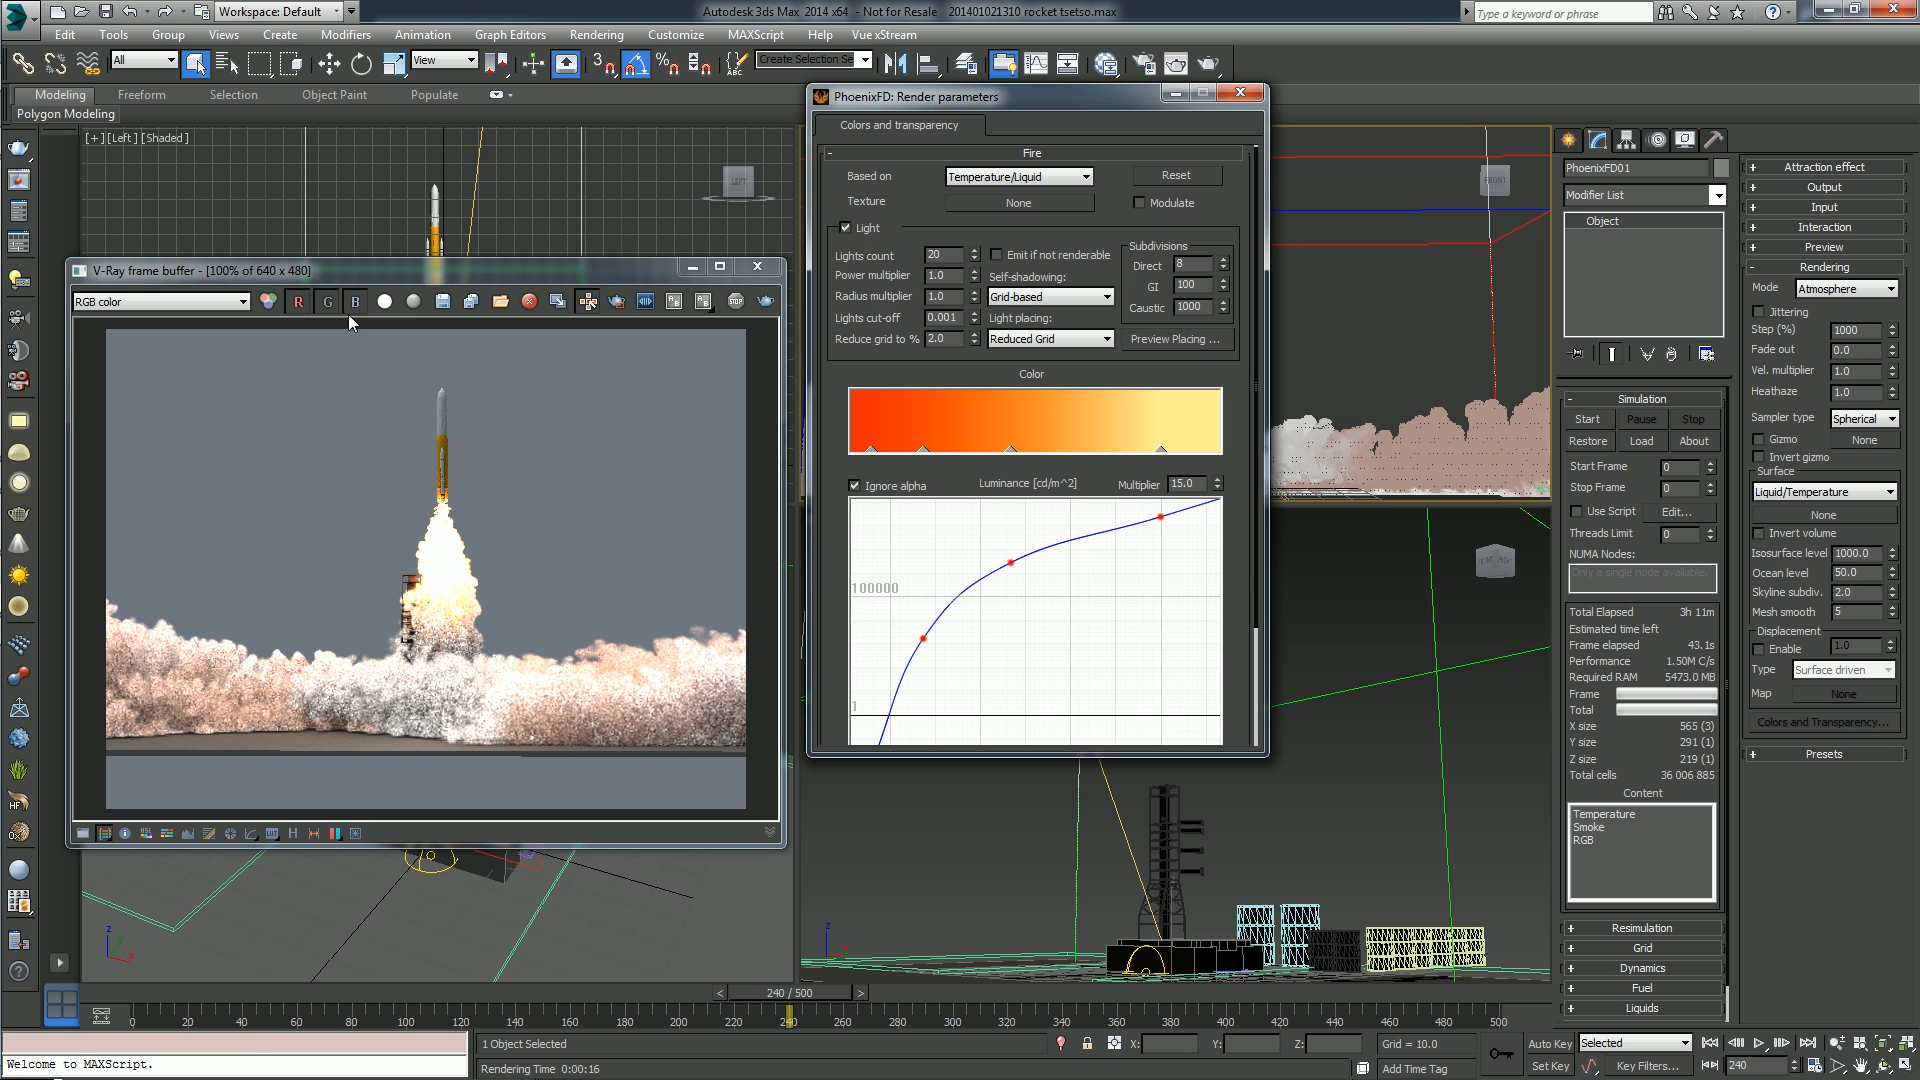 Workspace: Default
Autodesk 3ds Max 2014 x64 - Not for Resale 201401021310 rocket tsetso.max
Type a keyword or phrase
Edit Tools Group Views Create Modifiers Animation Graph Editors Rendering Customize MAXScript Help Vue xStream
All
View
Create Selection Se
Modeling Freeform Selection Object Paint Populate
Polygon Modeling
[+] [Left] [Shaded]
LEFT
FRONT
V-Ray frame buffer - [100% of 640 x 480]
RGB color
R G B
PhoenixFD: Render parameters
Colors and transparency
- Fire
Based on Temperature/Liquid Reset
Texture None Modulate
Light
Lights count 20
Emit if not renderable
Power multiplier 1.0
Self-shadowing:
Radius multiplier 1.0
Grid-based
Lights cut-off 0.001
Light placing:
Reduce grid to % 2.0
Reduced Grid
Subdivisions
Direct 8
GI 100
Caustic 1000
Preview Placing ...
Color
Ignore alpha Luminance [cd/m^2] Multiplier 15.0
100000
1
PhoenixFD01
Modifier List
Object
- Simulation
Start Pause Stop
Restore Load About
Start Frame 0
Stop Frame 0
Use Script Edit...
Threads Limit 0
NUMA Nodes:
Only a single node available.
Total Elapsed 3h 11m
Estimated time left
Frame elapsed 43.1s
Performance 1.50M C/s
Required RAM 5473.0 MB
Frame
Total
X size 565 (3)
Y size 291 (1)
Z size 219 (1)
Total cells 36 006 885
Content
Temperature
Smoke
RGB
+ Resimulation
+ Grid
+ Dynamics
+ Fuel
+ Liquids
+ Attraction effect
+ Output
+ Input
+ Interaction
+ Preview
- Rendering
Mode Atmosphere
Jittering
Step (%) 1000
Fade out 0.0
Vel. multiplier 1.0
Heathaze 1.0
Sampler type Spherical
Gizmo None
Invert gizmo
Surface
Liquid/Temperature
None
Invert volume
Isosurface level 1000.0
Ocean level 50.0
Skyline subdiv. 2.0
Mesh smooth 5
Displacement
Enable 1.0
Type Surface driven
Map None
Colors and Transparency...
+ Presets
< 240 / 500 >
0 20 40 60 80 100 120 140 160 180 200 220 240 260 280 300 320 340 360 380 400 420 440 460 480 500
1 Object Selected
X: Y: Z:
Grid = 10.0
Auto Key Selected
Welcome to MAXScript.
Rendering Time 0:00:16
Add Time Tag
Set Key Key Filters...
240